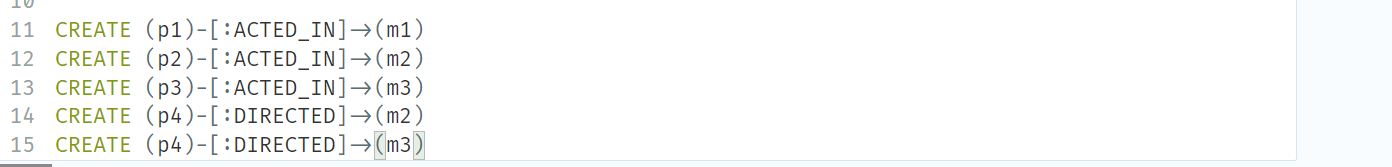 10
11 CREATE (p1)-[:ACTED_IN]->(m1)
12 CREATE (p2)-[:ACTED_IN]->(m2)
13 CREATE (p3)-[:ACTED_IN]->(m3)
14 CREATE (p4)-[:DIRECTED]->(m2)
15 CREATE (p4)-[:DIRECTED]->(m3)